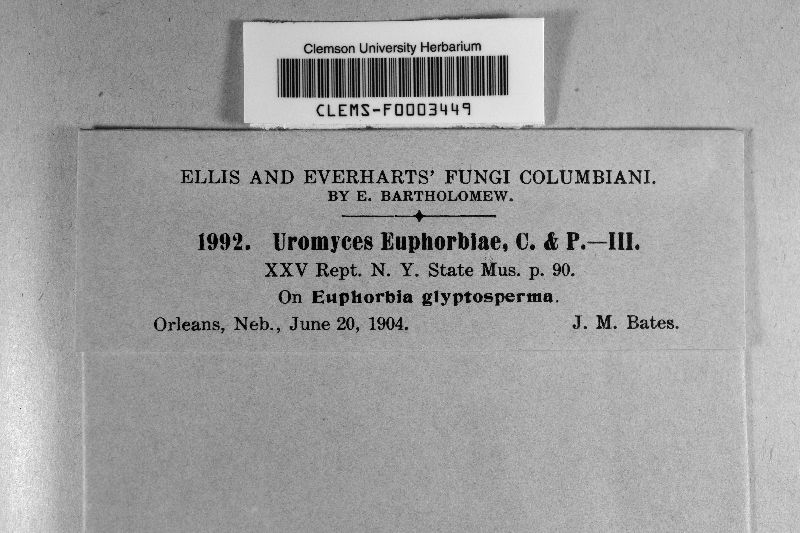 Clemson University Herbarium
CLEMS-F0003449
ELLIS AND EVERHARTS' FUNGI COLUMBIANI.
BY E. BARTHOLOMEW.
1992. Uromyces Euphorbiae, C. & P.—III.
XXV Rept. N. Y. State Mus. p. 90.
On Euphorbia glyptosperma.
Orleans, Neb., June 20, 1904. J. M. Bates.